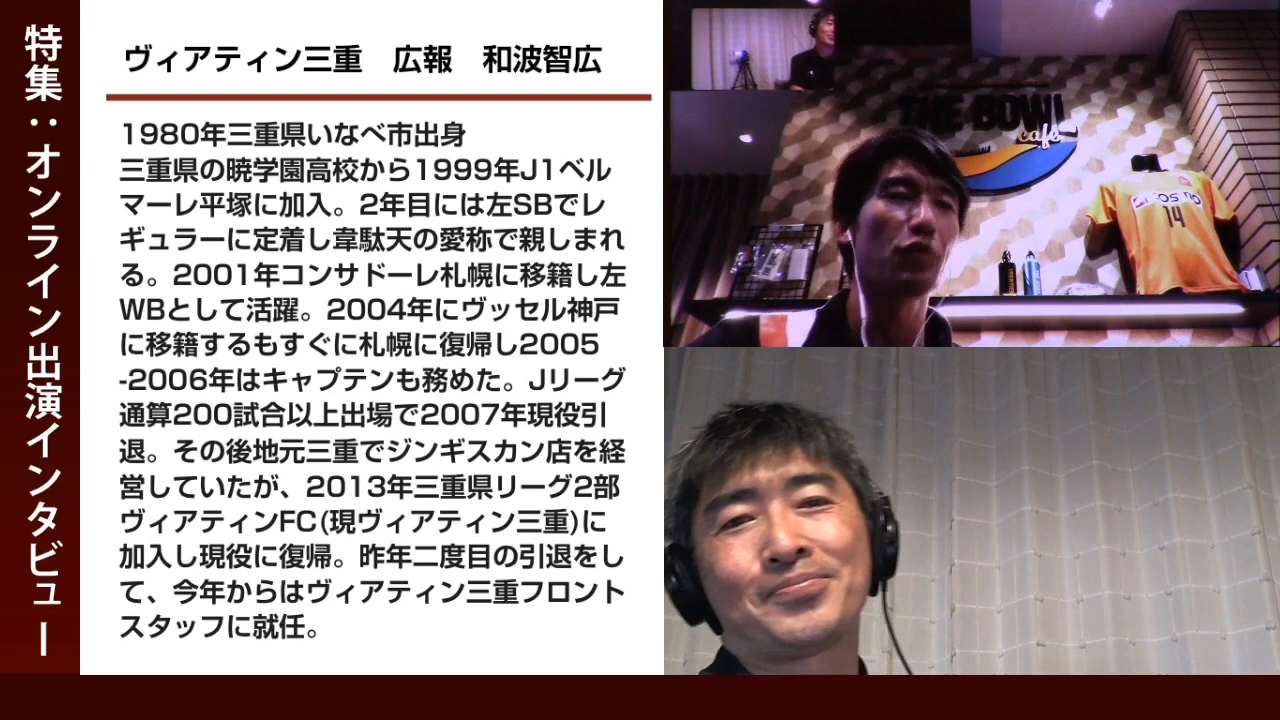 特集：オンライン出演インタビュー
ヴィアティン三重　広報　和波智広
1980年三重県いなべ市出身
三重県の暁学園高校から1999年J1ベル
マーレ平塚に加入。2年目には左SBでレ
ギュラーに定着し韋駄天の愛称で親しまれ
る。2001年コンサドーレ札幌に移籍し左
WBとして活躍。2004年にヴッセル神戸
に移籍するもすぐに札幌に復帰し2005
-2006年はキャプテンも務めた。Jリーグ
通算200試合以上出場で2007年現役引
退。その後地元三重でジンギスカン店を経
営していたが、2013年三重県リーグ2部
ヴィアティンFC(現ヴィアティン三重)に
加入し現役に復帰。昨年二度目の引退をし
て、今年からはヴィアティン三重フロント
スタッフに就任。
THE BOWL
cafe
14